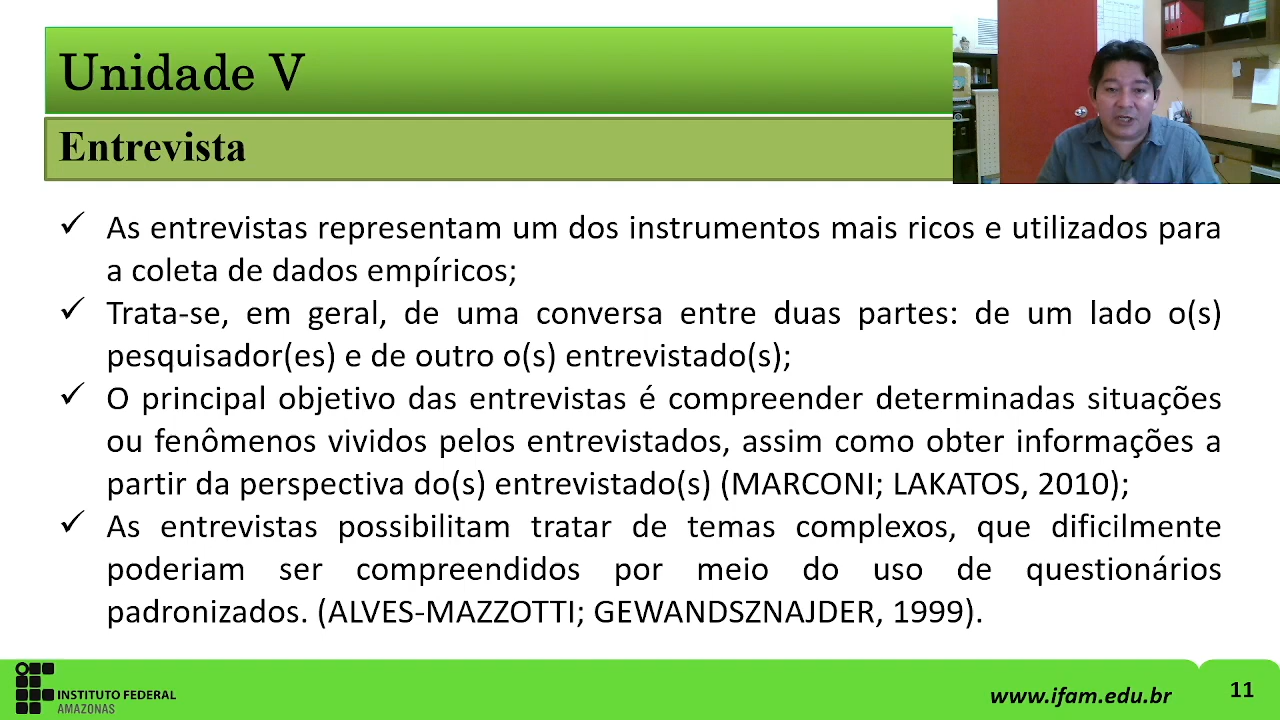 Unidade V
Entrevista
✓ As entrevistas representam um dos instrumentos mais ricos e utilizados para
a coleta de dados empíricos;
✓ Trata-se, em geral, de uma conversa entre duas partes: de um lado o(s)
pesquisador(es) e de outro o(s) entrevistado(s);
✓ O principal objetivo das entrevistas é compreender determinadas situações
ou fenômenos vividos pelos entrevistados, assim como obter informações a
partir da perspectiva do(s) entrevistado(s) (MARCONI; LAKATOS, 2010);
✓ As entrevistas possibilitam tratar de temas complexos, que dificilmente
poderiam ser compreendidos por meio do uso de questionários
padronizados. (ALVES-MAZZOTTI; GEWANDSZNAJDER, 1999).
INSTITUTO FEDERAL
AMAZONAS
www.ifam.edu.br
11